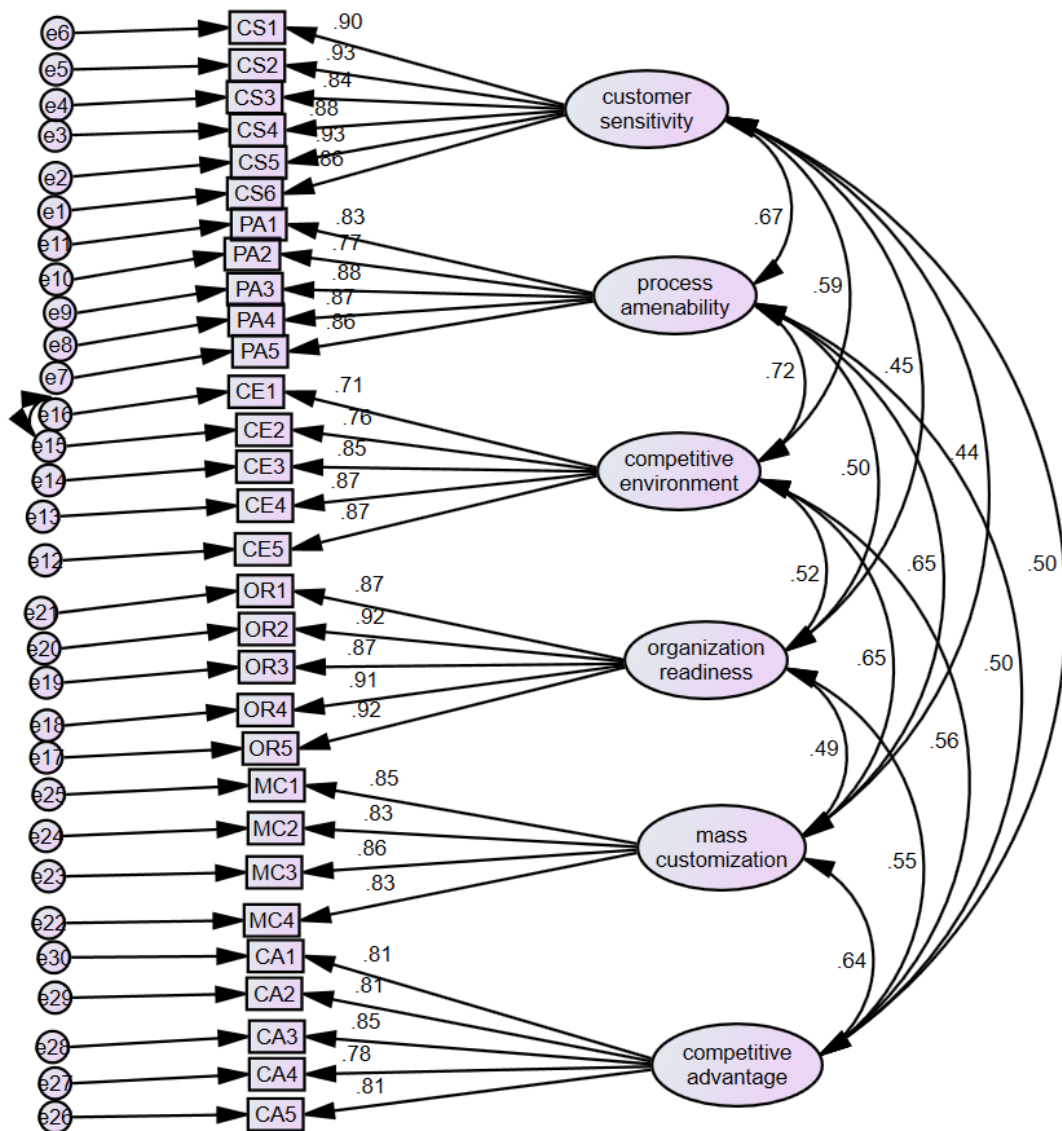 e6
CS1
.90
e5
CS2
.93
e4
CS3
.84
e3
CS4
.88
e2
CS5
.93
e1
CS6
.86
customer
sensitivity
e11
PA1
.83
e10
PA2
.77
e9
PA3
.88
e8
PA4
.87
e7
PA5
.86
process
amenability
e16
CE1
.71
e15
CE2
.76
e14
CE3
.85
e13
CE4
.87
e12
CE5
.87
competitive
environment
e21
OR1
.87
e20
OR2
.92
e19
OR3
.87
e18
OR4
.91
e17
OR5
.92
organization
readiness
e25
MC1
.85
e24
MC2
.83
e23
MC3
.86
e22
MC4
.83
mass
customization
e30
CA1
.81
e29
CA2
.81
e28
CA3
.85
e27
CA4
.78
e26
CA5
.81
competitive
advantage
.67
.59
.45
.72
.44
.50
.50
.65
.52
.65
.50
.56
.49
.55
.64